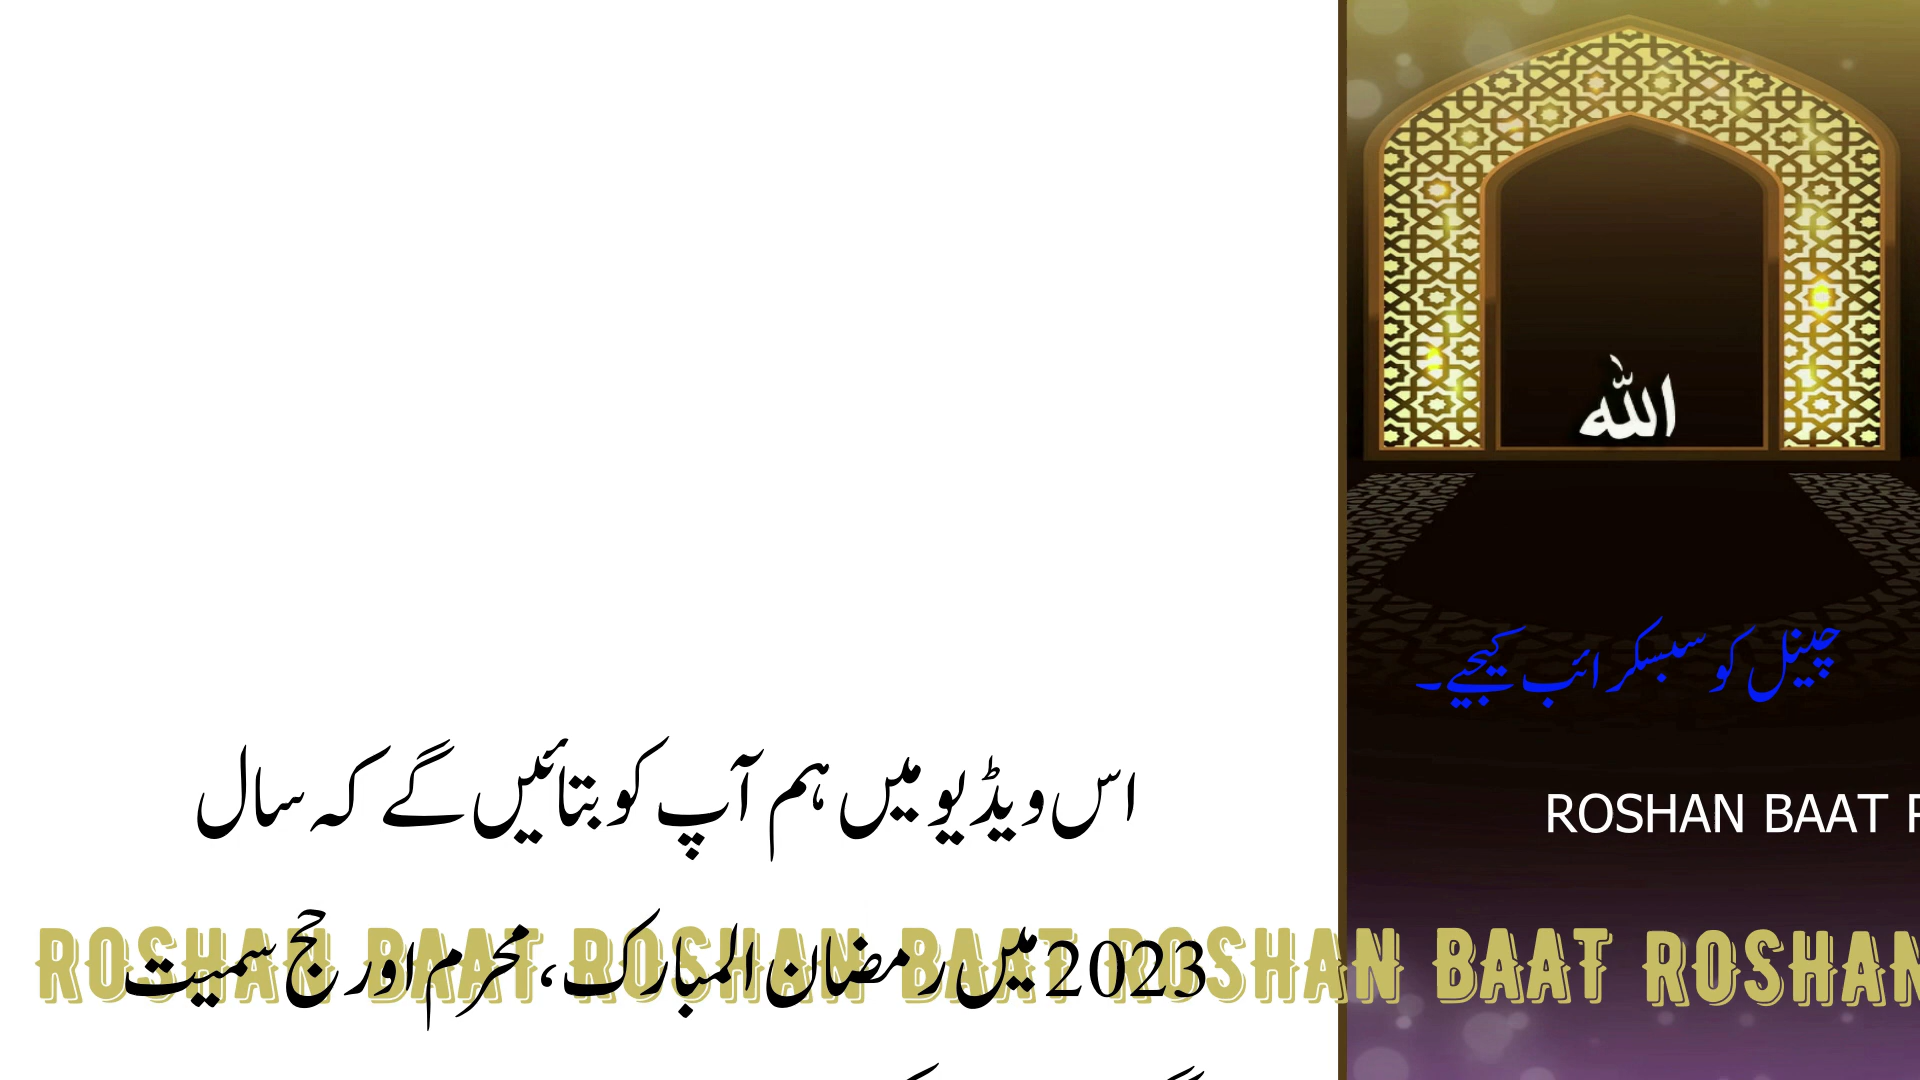 الله
چینل کو سبسکرائب کیجیے۔
ROSHAN BAAT
اس ویڈیو میں ہم آپ کو بتائیں گے کہ سال
2023 میں رمضان المبارک، محرم اور حج سمیت
ROSHAN BAAT ROSHAN BAAT ROSHAN BAAT ROSHAN